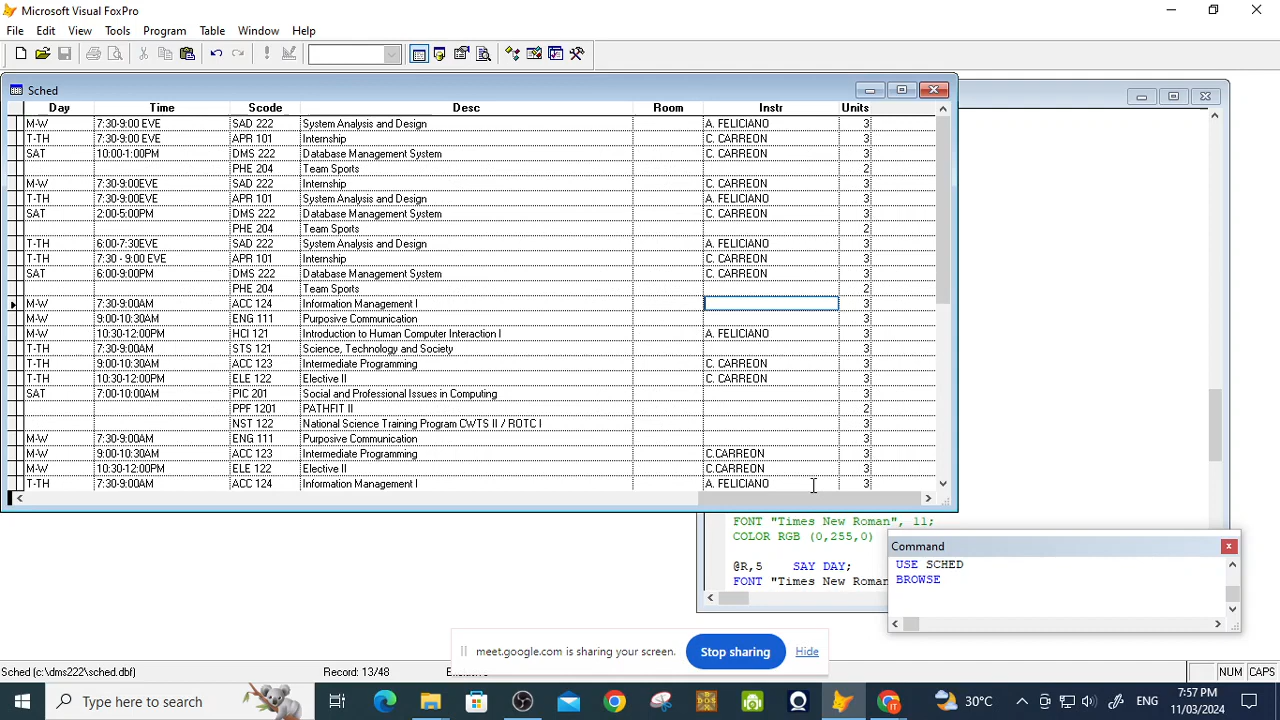 Microsoft Visual FoxPro
File Edit View Tools Program Table Window Help
Sched
Day Time Scode Desc Room Instr Units
M-W 7:30-9:00 EVE SAD 222 System Analysis and Design A. FELICIANO 3
T-TH 7:30-9:00 EVE APR 101 Internship C. CARREON 3
SAT 10:00-1:00PM DMS 222 Database Management System C. CARREON 3
PHE 204 Team Sports 2
M-W 7:30-9:00EVE SAD 222 Internship C. CARREON 3
T-TH 7:30-9:00EVE APR 101 System Analysis and Design A. FELICIANO 3
SAT 2:00-5:00PM DMS 222 Database Management System C. CARREON 3
PHE 204 Team Sports 2
T-TH 6:00-7:30EVE SAD 222 System Analysis and Design A. FELICIANO 3
T-TH 7:30 - 9:00 EVE APR 101 Internship C. CARREON 3
SAT 6:00-9:00PM DMS 222 Database Management System C. CARREON 3
PHE 204 Team Sports 2
M-W 7:30-9:00AM ACC 124 Information Management I 3
M-W 9:00-10:30AM ENG 111 Purposive Communication 3
M-W 10:30-12:00PM HCI 121 Introduction to Human Computer Interaction I A. FELICIANO 3
T-TH 7:30-9:00AM STS 121 Science, Technology and Society 3
T-TH 9:00-10:30AM ACC 123 Intermediate Programming C. CARREON 3
T-TH 10:30-12:00PM ELE 122 Elective II C. CARREON 3
SAT 7:00-10:00AM PIC 201 Social and Professional Issues in Computing 3
PPF 1201 PATHFIT II 2
NST 122 National Science Training Program CWTS II / ROTC I 3
M-W 7:30-9:00AM ENG 111 Purposive Communication 3
M-W 9:00-10:30AM ACC 123 Intermediate Programming C.CARREON 3
M-W 10:30-12:00PM ELE 122 Elective II C.CARREON 3
T-TH 7:30-9:00AM ACC 124 Information Management I A. FELICIANO 3
FONT "Times New Roman", 11;
COLOR RGB (0,255,0)
@R,5 SAY DAY;
FONT "Times New Roman
Command
USE SCHED
BROWSE
meet.google.com is sharing your screen. Stop sharing Hide
Sched (c:\dms222\sched.dbf) Record: 13/48 NUM CAPS
Type here to search 30°C ENG 7:57 PM
11/03/2024